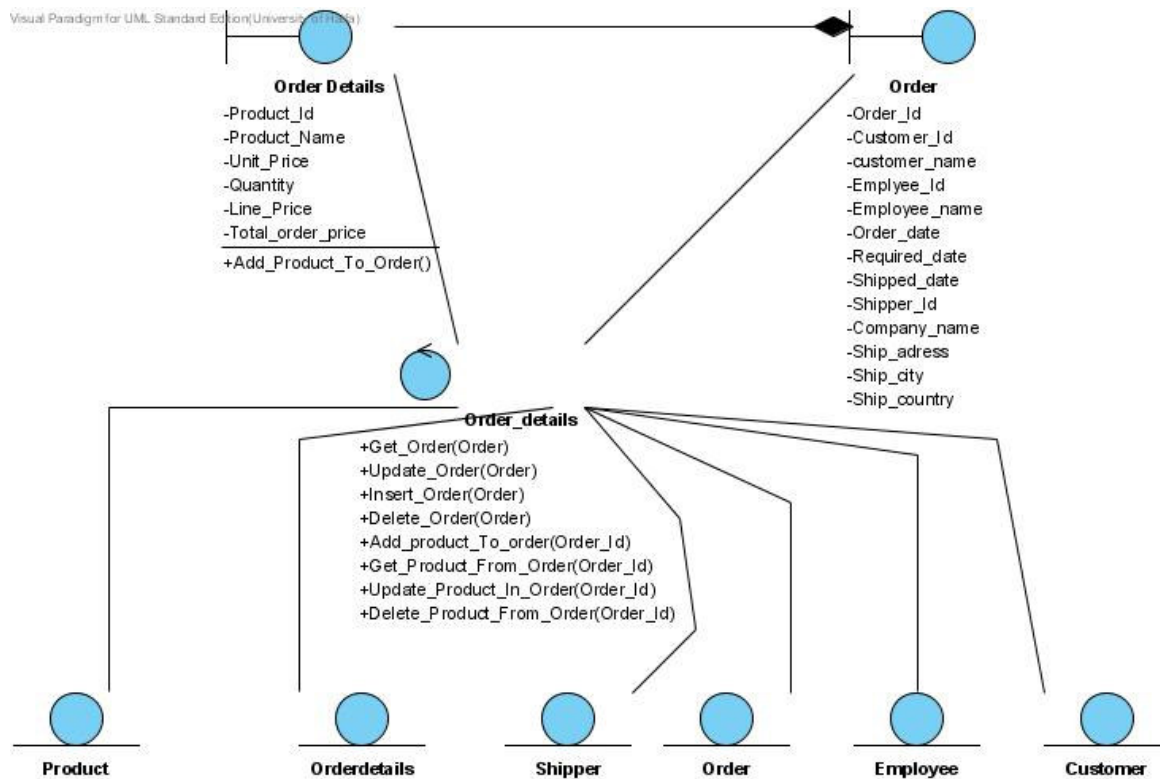 Visual Paradigm for UML Standard Edition(University of Haifa)
Order Details
-Product_Id
-Product_Name
-Unit_Price
-Quantity
-Line_Price
-Total_order_price
+Add_Product_To_Order()
Order
-Order_Id
-Customer_Id
-customer_name
-Emplyee_Id
-Employee_name
-Order_date
-Required_date
-Shipped_date
-Shipper_Id
-Company_name
-Ship_adress
-Ship_city
-Ship_country
Order_details
+Get_Order(Order)
+Update_Order(Order)
+Insert_Order(Order)
+Delete_Order(Order)
+Add_product_To_order(Order_Id)
+Get_Product_From_Order(Order_Id)
+Update_Product_In_Order(Order_Id)
+Delete_Product_From_Order(Order_Id)
Product
Orderdetails
Shipper
Order
Employee
Customer